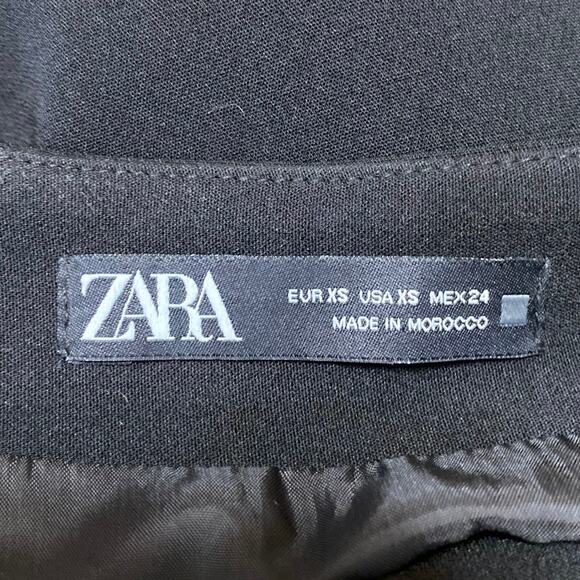 ZARA
EUR XS USA XS MEX 24
MADE IN MOROCCO